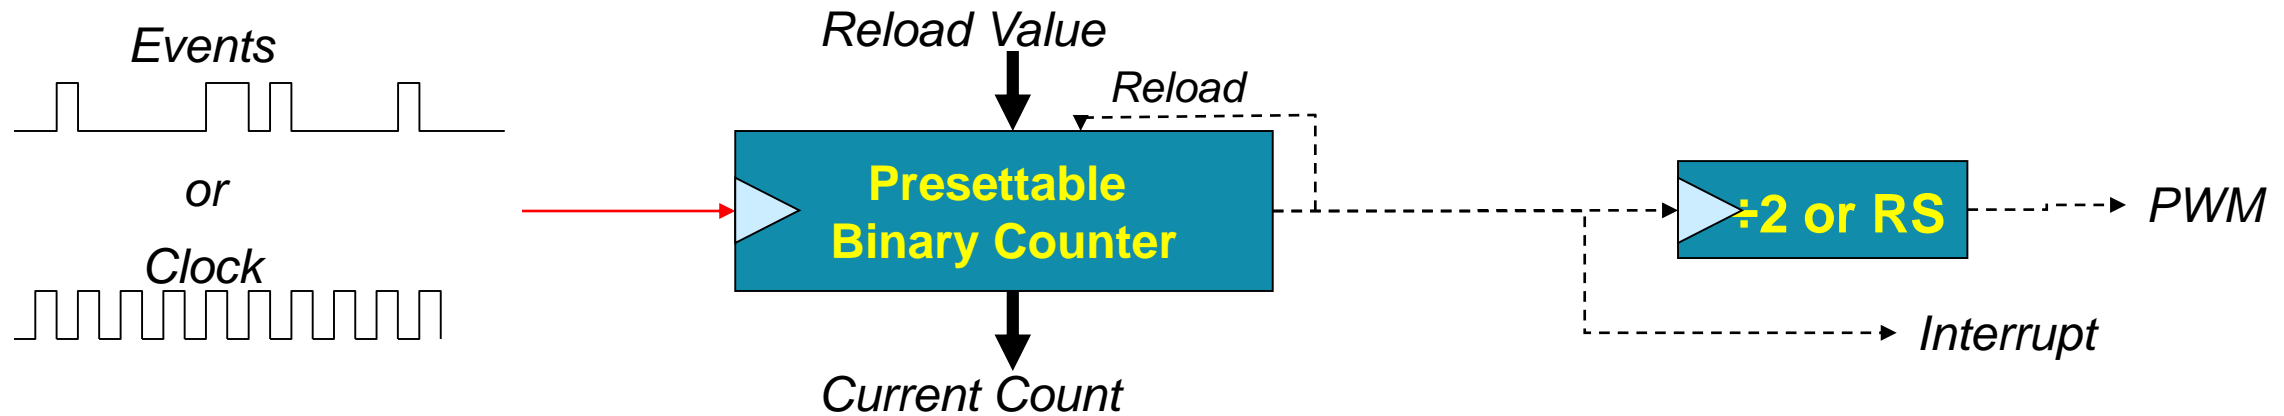 Events
or
Clock
Reload Value
Reload
Presettable
Binary Counter
Current Count
÷2 or RS
PWM
Interrupt